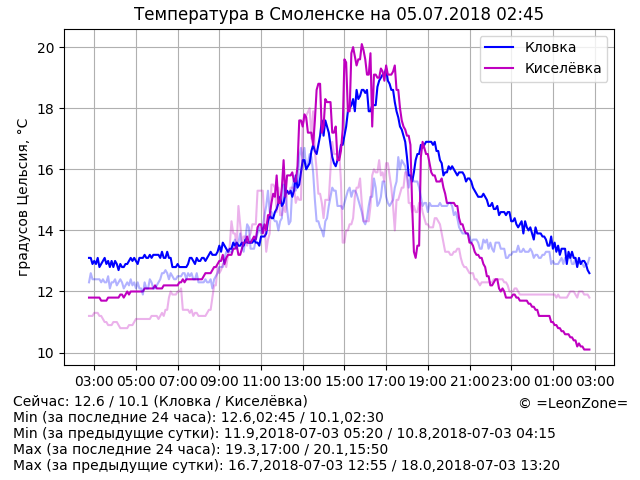 Температура в Смоленске на 05.07.2018 02:45
градусов Цельсия, °C
20
18
16
14
12
10
Кловка
Киселёвка
03:00 05:00 07:00 09:00 11:00 13:00 15:00 17:00 19:00 21:00 23:00 01:00 03:00
Сейчас: 12.6 / 10.1 (Кловка / Киселёвка)
© =LeonZone=
Min (за последние 24 часа): 12.6,02:45 / 10.1,02:30
Min (за предыдущие сутки): 11.9,2018-07-03 05:20 / 10.8,2018-07-03 04:15
Max (за последние 24 часа): 19.3,17:00 / 20.1,15:50
Max (за предыдущие сутки): 16.7,2018-07-03 12:55 / 18.0,2018-07-03 13:20